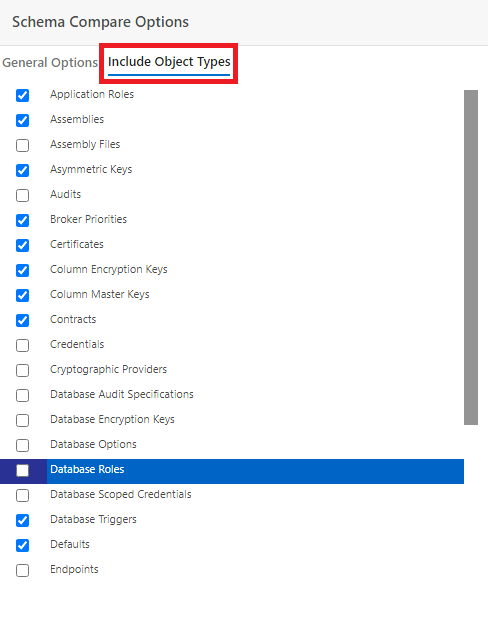 Schema Compare Options
General Options Include Object Types
Application Roles
Assemblies
Assembly Files
Asymmetric Keys
Audits
Broker Priorities
Certificates
Column Encryption Keys
Column Master Keys
Contracts
Credentials
Cryptographic Providers
Database Audit Specifications
Database Encryption Keys
Database Options
Database Roles
Database Scoped Credentials
Database Triggers
Defaults
Endpoints